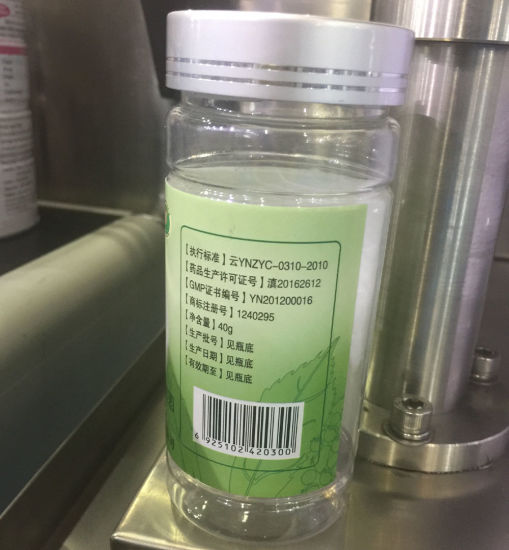 【执行标准】云YNZYC-0310-2010
【药品生产许可证号】滇20162612
【GMP证书编号】YN201200016
【商标注册号】1240295
【净含量】40g
【生产批号】见瓶底
【生产日期】见瓶底
【有效期至】见瓶底
6 925102 420300